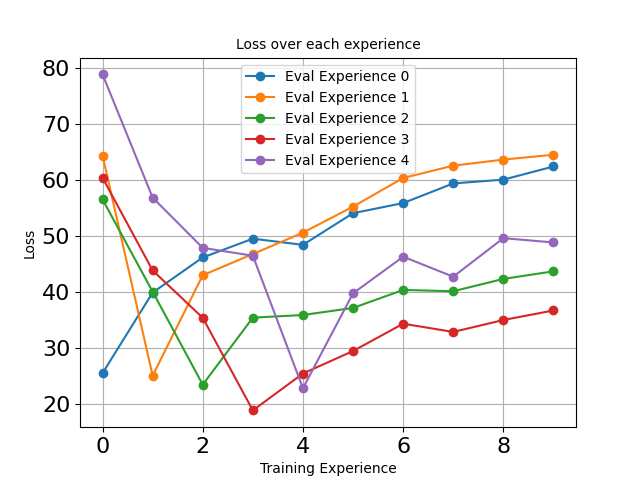 Loss over each experience
80
70
60
50
40
30
20
Loss
Eval Experience 0
Eval Experience 1
Eval Experience 2
Eval Experience 3
Eval Experience 4
0 2 4 6 8
Training Experience